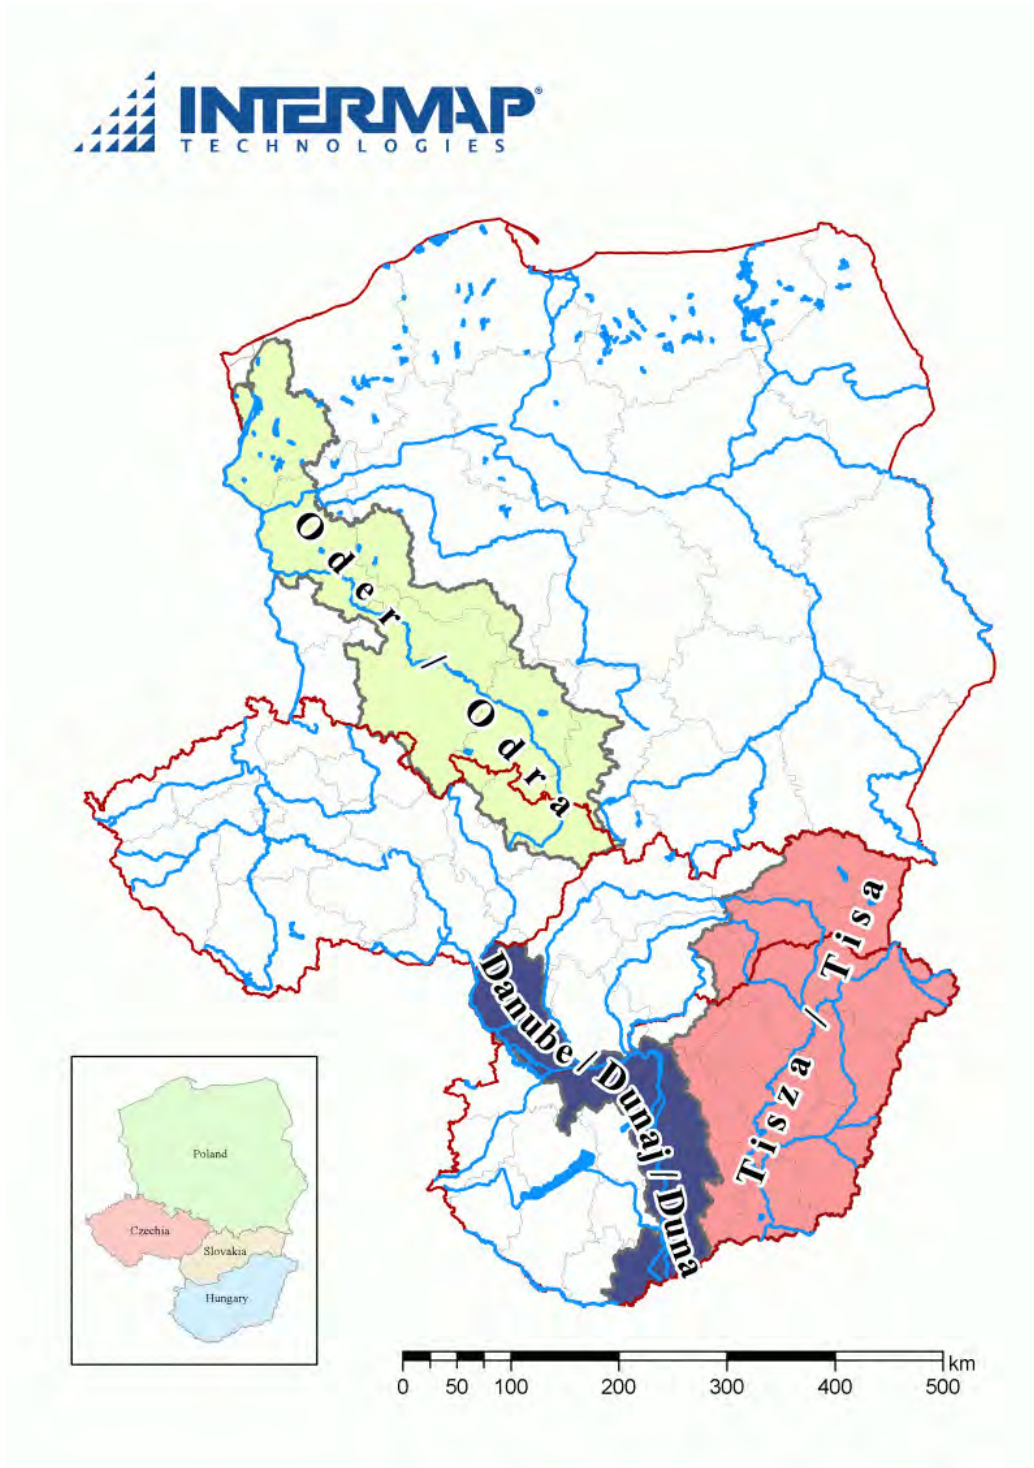 INTERMAP®
TECHNOLOGIES
Oder / Odra
Danube / Dunaj / Duna
Tisza / Tisa
Poland
Czechia
Slovakia
Hungary
km
0 50 100 200 300 400 500